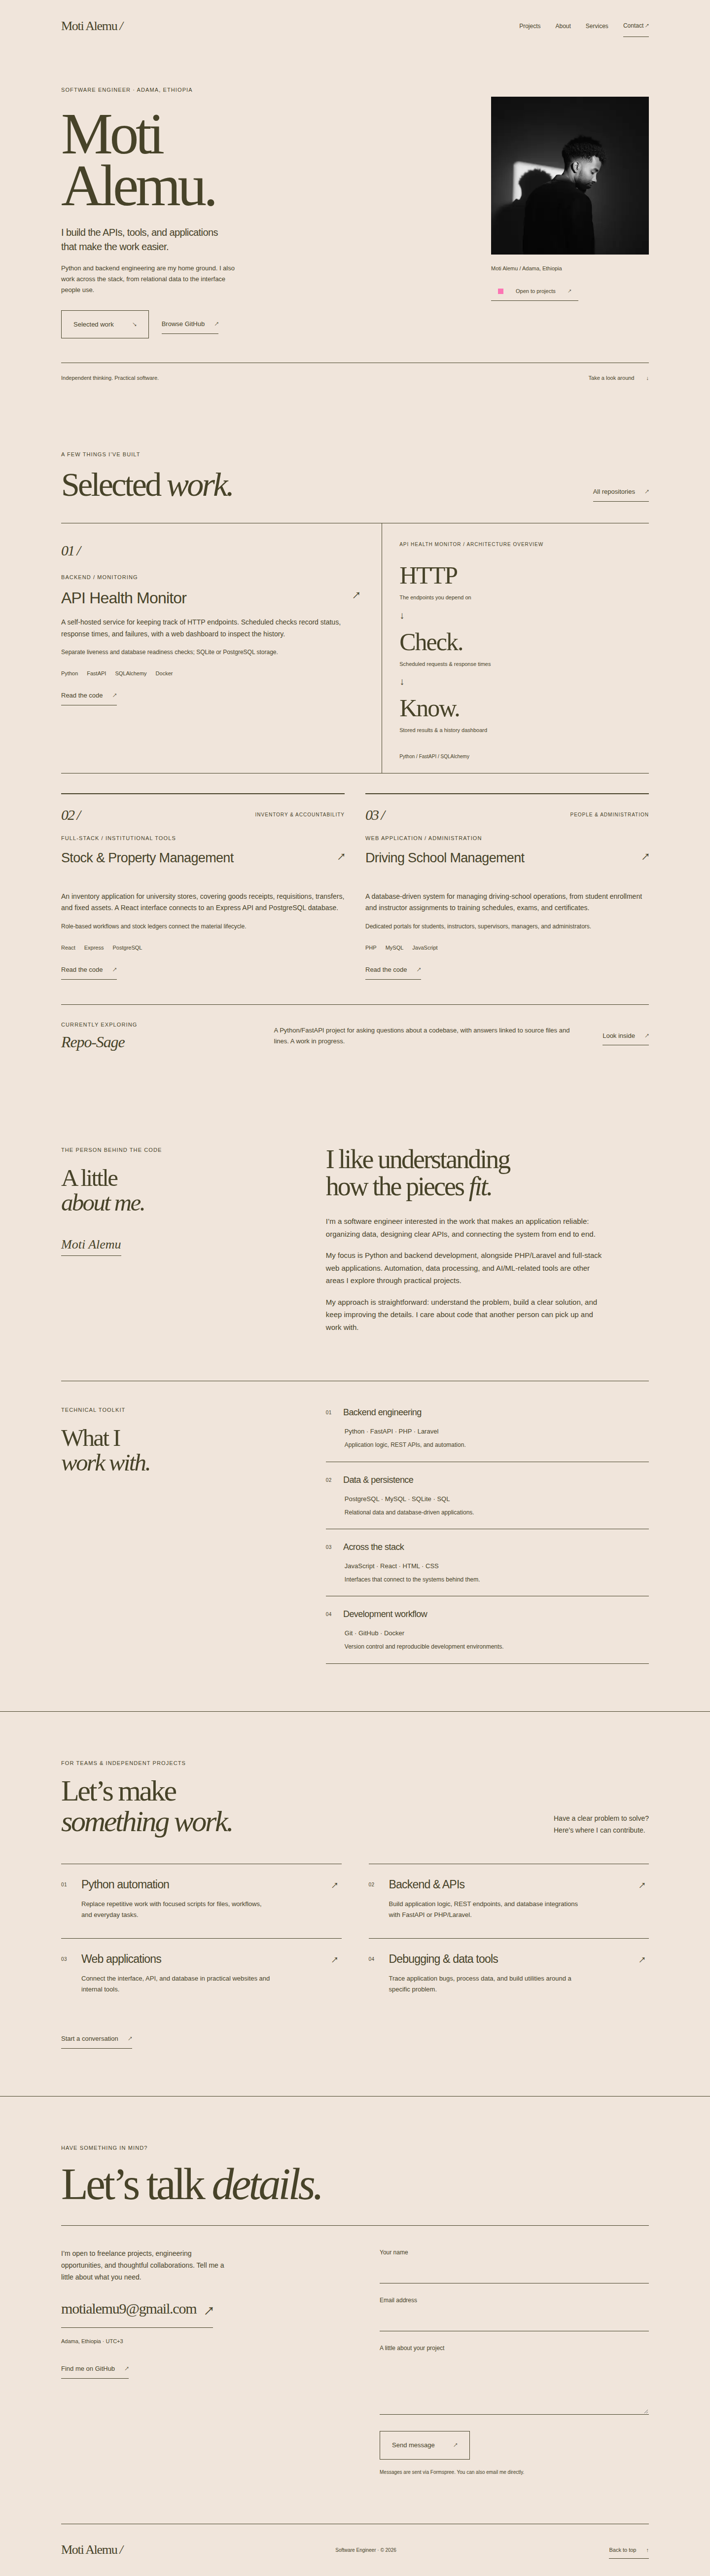 Moti Alemu /
Projects About Services Contact ↗
SOFTWARE ENGINEER · ADAMA, ETHIOPIA
Moti
Alemu.
I build the APIs, tools, and applications
that make the work easier.
Python and backend engineering are my home ground. I also
work across the stack, from relational data to the interface
people use.
Selected work ↘
Browse GitHub ↗
Moti Alemu / Adama, Ethiopia
Open to projects ↗
Independent thinking. Practical software.
Take a look around ↓
A FEW THINGS I'VE BUILT
Selected work.
All repositories ↗
01 /
BACKEND / MONITORING
API Health Monitor ↗
A self-hosted service for keeping track of HTTP endpoints. Scheduled checks record status,
response times, and failures, with a web dashboard to inspect the history.
Separate liveness and database readiness checks; SQLite or PostgreSQL storage.
Python FastAPI SQLAlchemy Docker
Read the code ↗
API HEALTH MONITOR / ARCHITECTURE OVERVIEW
HTTP
The endpoints you depend on
↓
Check.
Scheduled requests & response times
↓
Know.
Stored results & a history dashboard
Python / FastAPI / SQLAlchemy
02 /
INVENTORY & ACCOUNTABILITY
FULL-STACK / INSTITUTIONAL TOOLS
Stock & Property Management ↗
An inventory application for university stores, covering goods receipts, requisitions, transfers,
and fixed assets. A React interface connects to an Express API and PostgreSQL database.
Role-based workflows and stock ledgers connect the material lifecycle.
React Express PostgreSQL
Read the code ↗
03 /
PEOPLE & ADMINISTRATION
WEB APPLICATION / ADMINISTRATION
Driving School Management ↗
A database-driven system for managing driving-school operations, from student enrollment
and instructor assignments to training schedules, exams, and certificates.
Dedicated portals for students, instructors, supervisors, managers, and administrators.
PHP MySQL JavaScript
Read the code ↗
CURRENTLY EXPLORING
Repo-Sage
A Python/FastAPI project for asking questions about a codebase, with answers linked to source files and
lines. A work in progress.
Look inside ↗
THE PERSON BEHIND THE CODE
A little
about me.
Moti Alemu
I like understanding
how the pieces fit.
I'm a software engineer interested in the work that makes an application reliable:
organizing data, designing clear APIs, and connecting the system from end to end.
My focus is Python and backend development, alongside PHP/Laravel and full-stack
web applications. Automation, data processing, and AI/ML-related tools are other
areas I explore through practical projects.
My approach is straightforward: understand the problem, build a clear solution, and
keep improving the details. I care about code that another person can pick up and
work with.
TECHNICAL TOOLKIT
What I
work with.
01 Backend engineering
Python · FastAPI · PHP · Laravel
Application logic, REST APIs, and automation.
02 Data & persistence
PostgreSQL · MySQL · SQLite · SQL
Relational data and database-driven applications.
03 Across the stack
JavaScript · React · HTML · CSS
Interfaces that connect to the systems behind them.
04 Development workflow
Git · GitHub · Docker
Version control and reproducible development environments.
FOR TEAMS & INDEPENDENT PROJECTS
Let's make
something work.
Have a clear problem to solve?
Here's where I can contribute.
01 Python automation ↗
Replace repetitive work with focused scripts for files, workflows,
and everyday tasks.
02 Backend & APIs ↗
Build application logic, REST endpoints, and database integrations
with FastAPI or PHP/Laravel.
03 Web applications ↗
Connect the interface, API, and database in practical websites and
internal tools.
04 Debugging & data tools ↗
Trace application bugs, process data, and build utilities around a
specific problem.
Start a conversation ↗
HAVE SOMETHING IN MIND?
Let's talk details.
I'm open to freelance projects, engineering
opportunities, and thoughtful collaborations. Tell me a
little about what you need.
motialemu9@gmail.com ↗
Adama, Ethiopia · UTC+3
Find me on GitHub ↗
Your name
Email address
A little about your project
Send message ↗
Messages are sent via Formspree. You can also email me directly.
Moti Alemu /
Software Engineer · © 2026
Back to top ↑